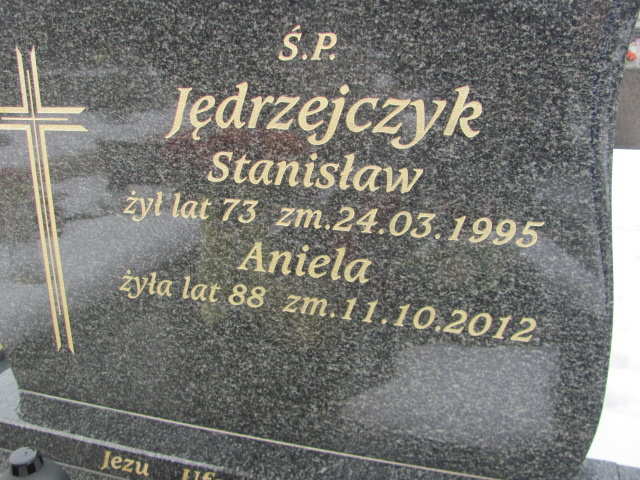 Ś.P.
Jędrzejczyk
Stanisław
żył lat 73 zm.24.03.1995
Aniela
żyła lat 88 zm.11.10.2012
Jezu